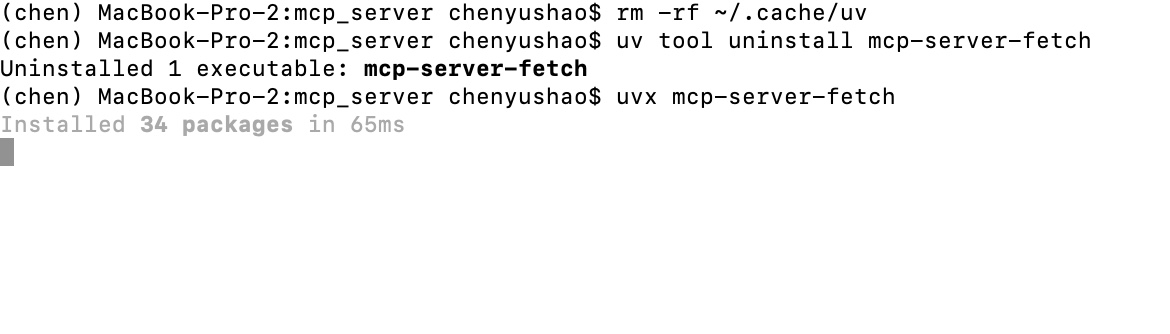 (chen) MacBook-Pro-2:mcp_server chenyushao$ rm -rf ~/.cache/uv
(chen) MacBook-Pro-2:mcp_server chenyushao$ uv tool uninstall mcp-server-fetch
Uninstalled 1 executable: mcp-server-fetch
(chen) MacBook-Pro-2:mcp_server chenyushao$ uvx mcp-server-fetch
Installed 34 packages in 65ms